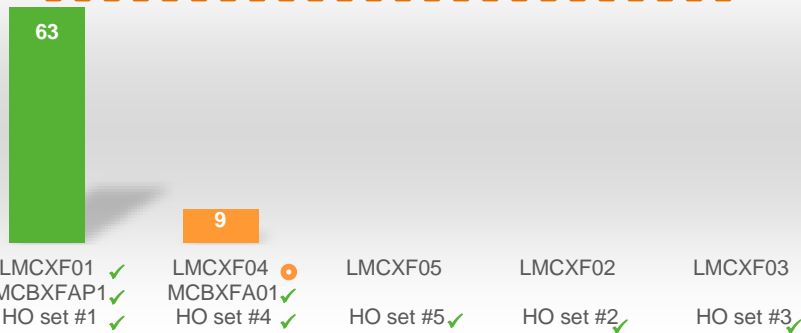 63
9
LMCXF01 LMCXF04 LMCXF05 LMCXF02 LMCXF03
MCBXFAP1 MCBXFA01
HO set #1 HO set #4 HO set #5 HO set #2 HO set #3